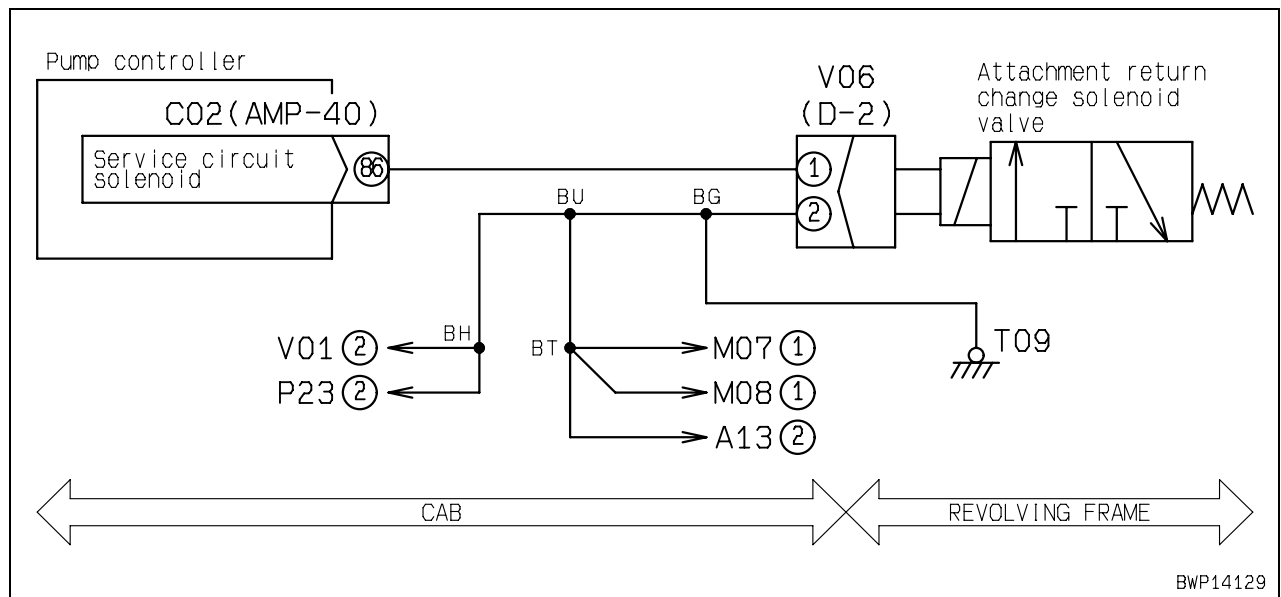 Pump controller
C02(AMP-40)
Service circuit
solenoid
86
V06
(D-2)
1
2
Attachment return
change solenoid
valve
BU
BG
BH
BT
V01 2
P23 2
M07 1
M08 1
A13 2
T09
CAB
REVOLVING FRAME
BWP14129